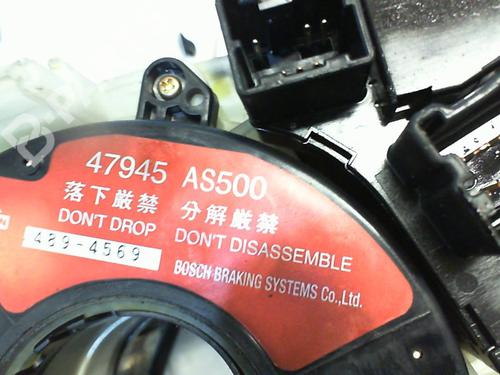 47945 AS500
落下厳禁 分解厳禁
DON'T DROP DON'T DISASSEMBLE
489-4569
BOSCH BRAKING SYSTEMS Co.,Ltd.